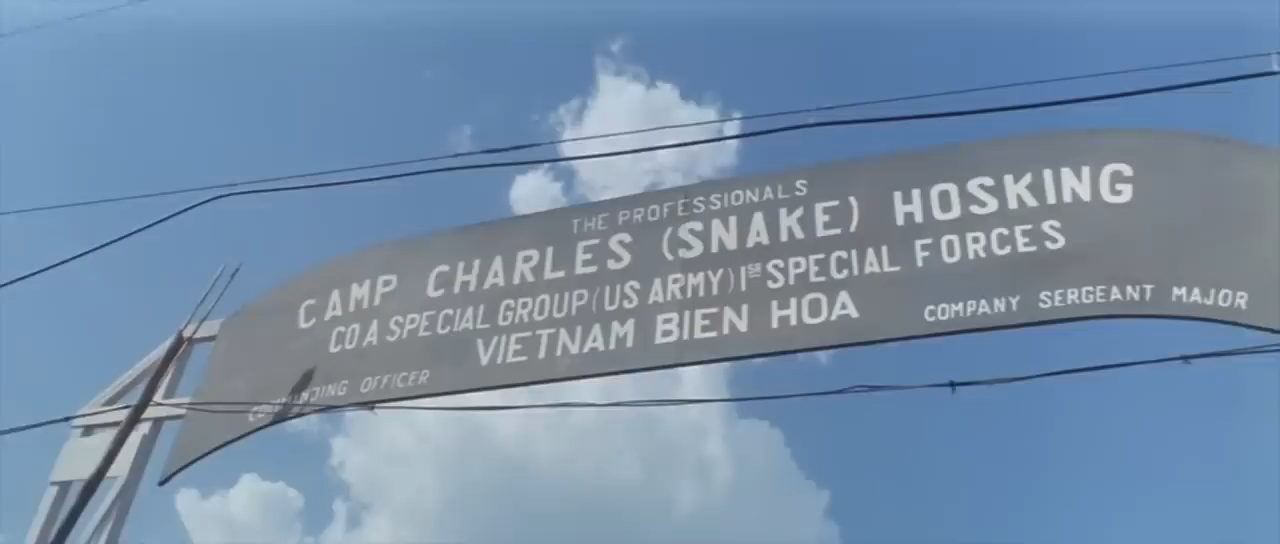 THE PROFESSIONALS
CAMP CHARLES (SNAKE) HOSKING
CO A SPECIAL GROUP (US ARMY) 1ST SPECIAL FORCES
VIETNAM BIEN HOA
COMMANDING OFFICER
COMPANY SERGEANT MAJOR